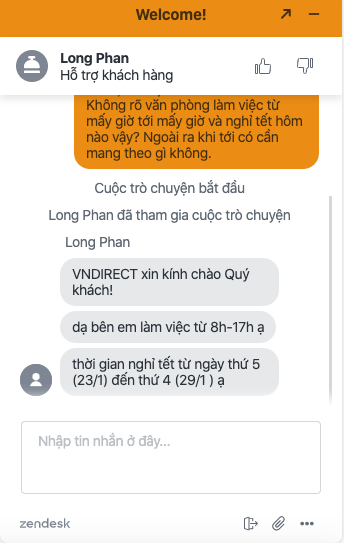 Welcome!
Long Phan
Hỗ trợ khách hàng
Không rõ văn phòng làm việc từ
mấy giờ tới mấy giờ và nghỉ tết hôm
nào vậy? Ngoài ra khi tới có cần
mang theo gì không.
Cuộc trò chuyện bắt đầu
Long Phan đã tham gia cuộc trò chuyện
Long Phan
VNDIRECT xin kính chào Quý
khách!
dạ bên em làm việc từ 8h-17h ạ
thời gian nghỉ tết từ ngày thứ 5
(23/1) đến thứ 4 (29/1 ) ạ
Nhập tin nhắn ở đây...
zendesk